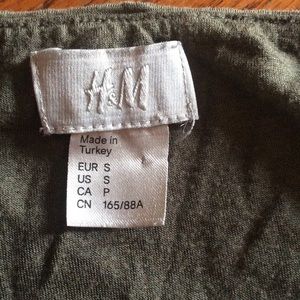 H&M
Made in
Turkey
EUR S
US S
CA P
CN 165/88A